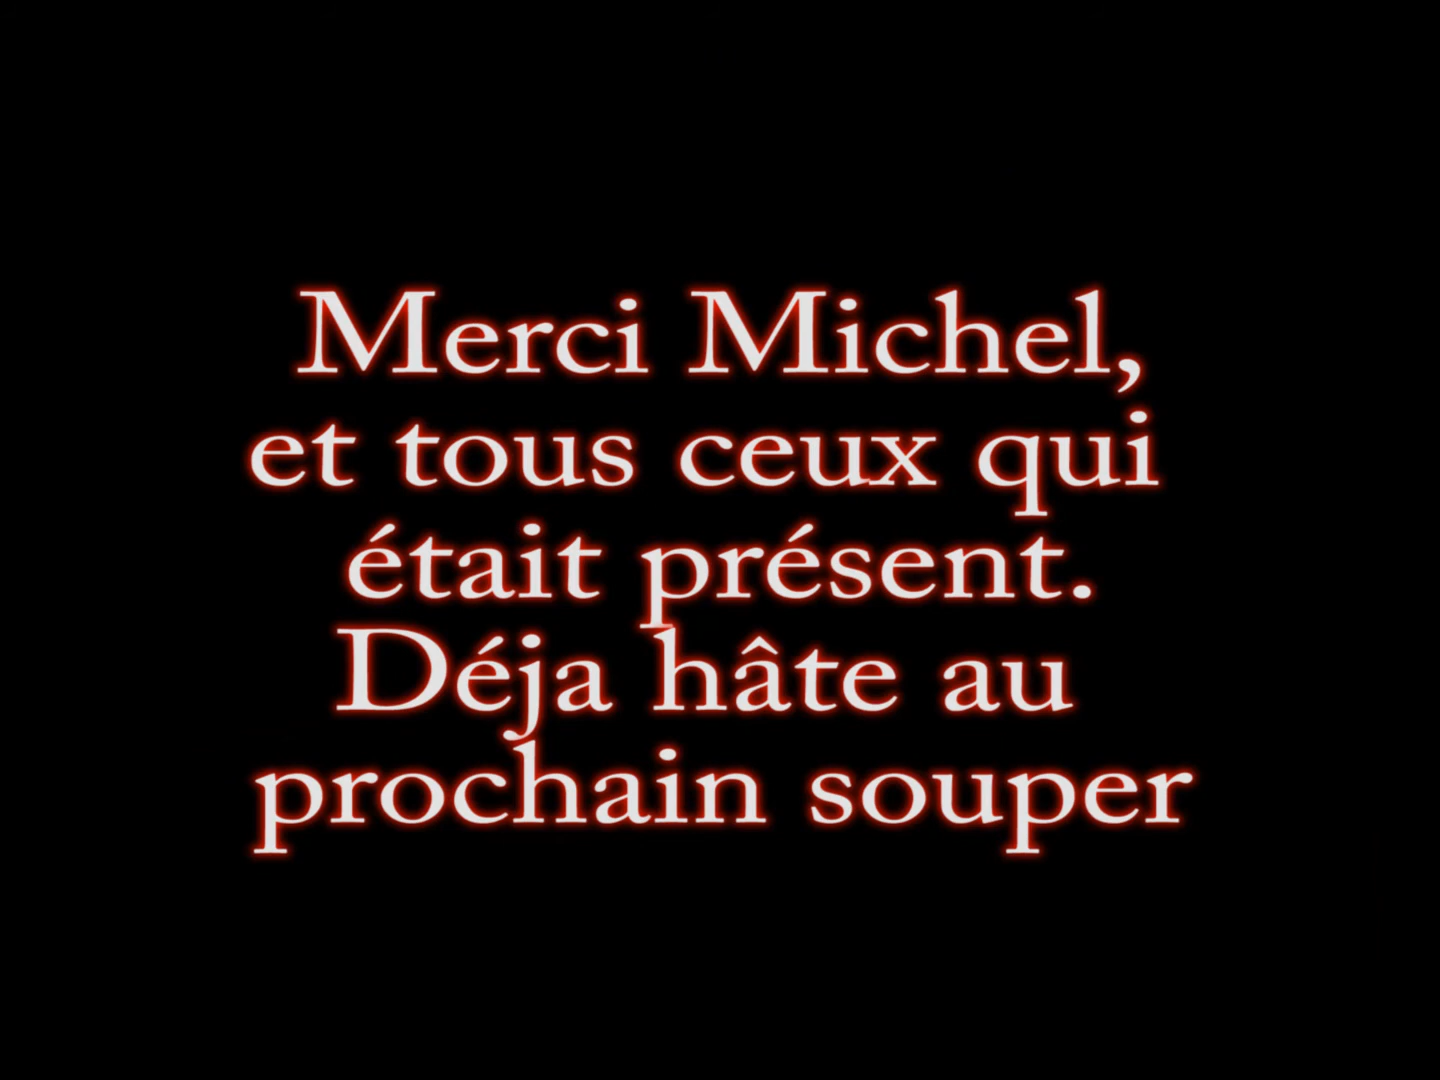 Merci Michel,
et tous ceux qui
était présent.
Déja hâte au
prochain souper